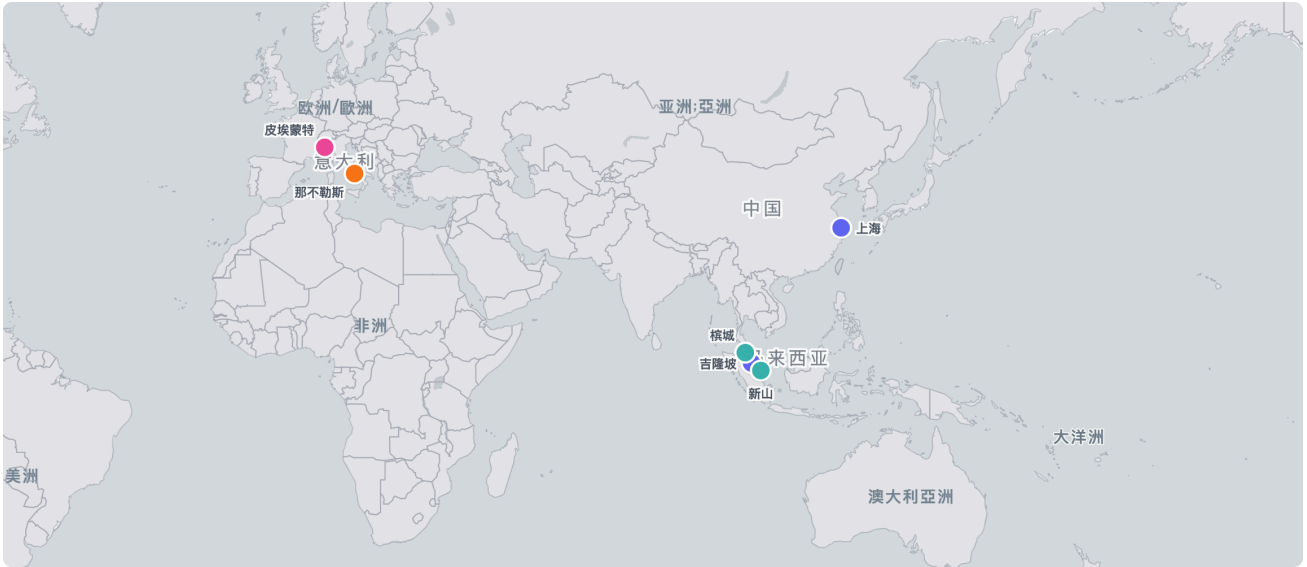 欧洲/歐洲
亚洲;亞洲
皮埃蒙特
意大利
那不勒斯
中国
上海
非洲
槟城
来西亚
吉隆坡
新山
大洋洲
美洲
澳大利亞洲